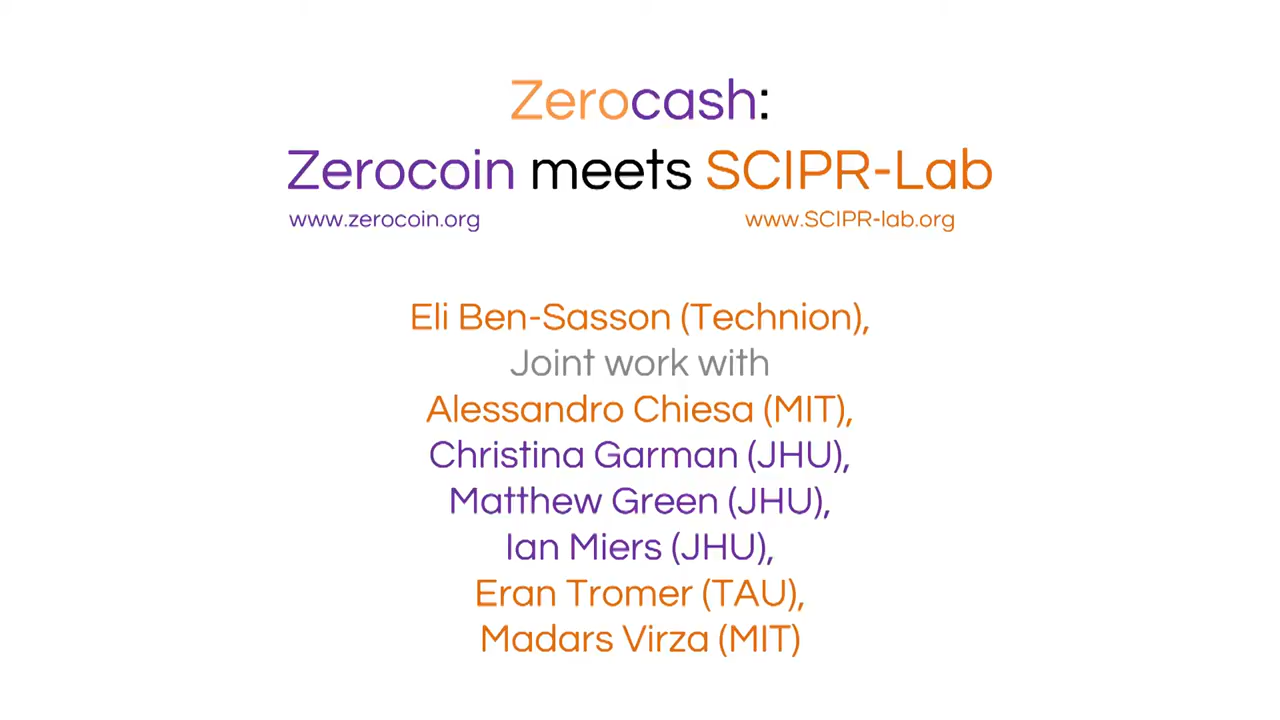 Zerocash:
Zerocoin meets SCIPR-Lab
www.zerocoin.org www.SCIPR-lab.org
Eli Ben-Sasson (Technion),
Joint work with
Alessandro Chiesa (MIT),
Christina Garman (JHU),
Matthew Green (JHU),
Ian Miers (JHU),
Eran Tromer (TAU),
Madars Virza (MIT)